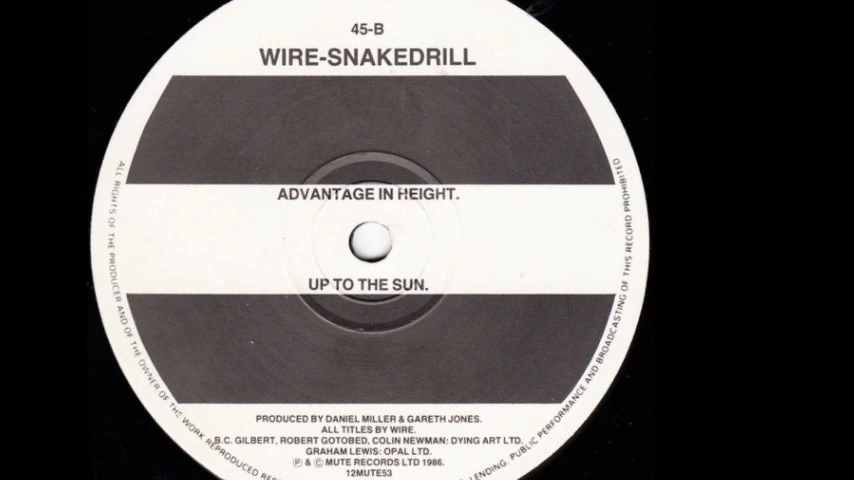 45-B
WIRE-SNAKEDRILL
ADVANTAGE IN HEIGHT.
UP TO THE SUN.
PRODUCED BY DANIEL MILLER & GARETH JONES.
ALL TITLES BY WIRE.
B.C. GILBERT, ROBERT GOTOBED, COLIN NEWMAN: DYING ART LTD.
GRAHAM LEWIS: OPAL LTD.
Ⓟ & © MUTE RECORDS LTD 1986.
12MUTE53
ALL RIGHTS OF THE PRODUCER AND OF THE OWNER OF THE WORK REPRODUCED
LENDING. PUBLIC PERFORMANCE AND BROADCASTING OF THIS RECORD PROHIBITED